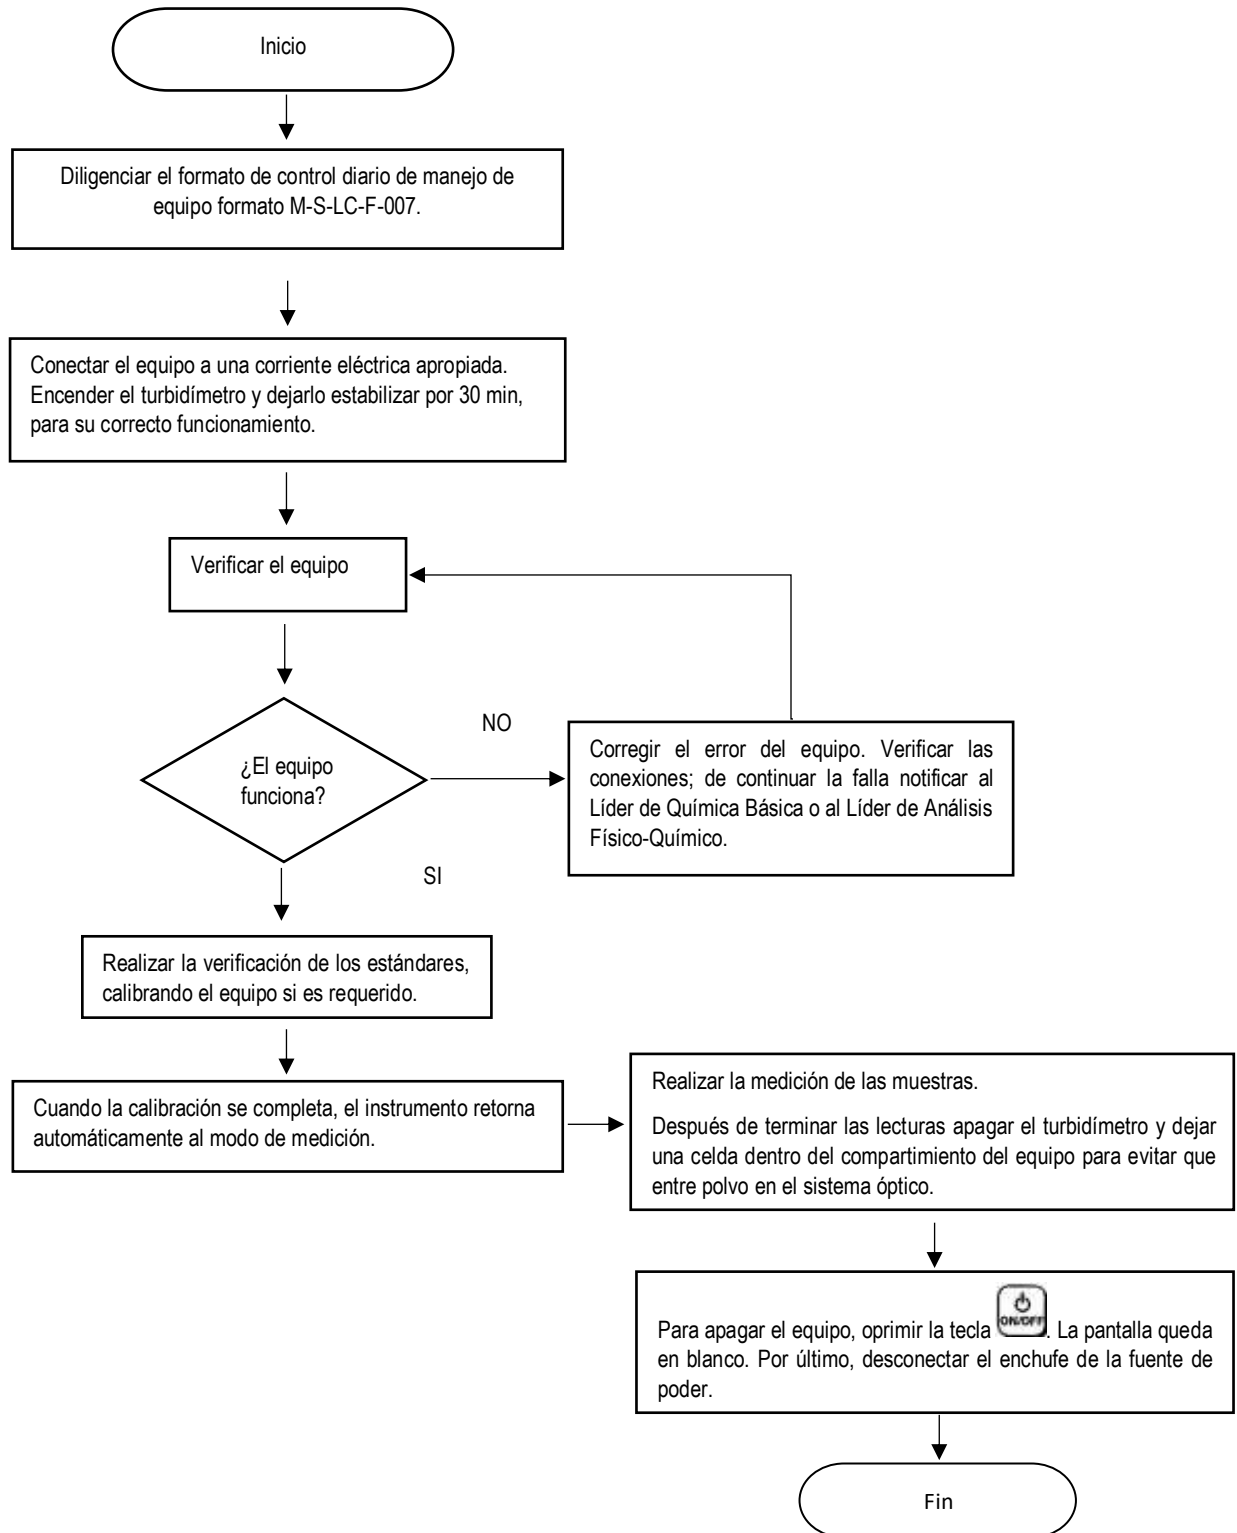 Inicio
Diligenciar el formato de control diario de manejo de
equipo formato M-S-LC-F-007.
Conectar el equipo a una corriente eléctrica apropiada.
Encender el turbidímetro y dejarlo estabilizar por 30 min,
para su correcto funcionamiento.
Verificar el equipo
¿El equipo
funciona?
NO
Corregir el error del equipo. Verificar las
conexiones; de continuar la falla notificar al
Líder de Química Básica o al Líder de Análisis
Físico-Químico.
SI
Realizar la verificación de los estándares,
calibrando el equipo si es requerido.
Cuando la calibración se completa, el instrumento retorna
automáticamente al modo de medición.
Realizar la medición de las muestras.
Después de terminar las lecturas apagar el turbidímetro y dejar
una celda dentro del compartimiento del equipo para evitar que
entre polvo en el sistema óptico.
Para apagar el equipo, oprimir la tecla ON/OFF. La pantalla queda
en blanco. Por último, desconectar el enchufe de la fuente de
poder.
Fin